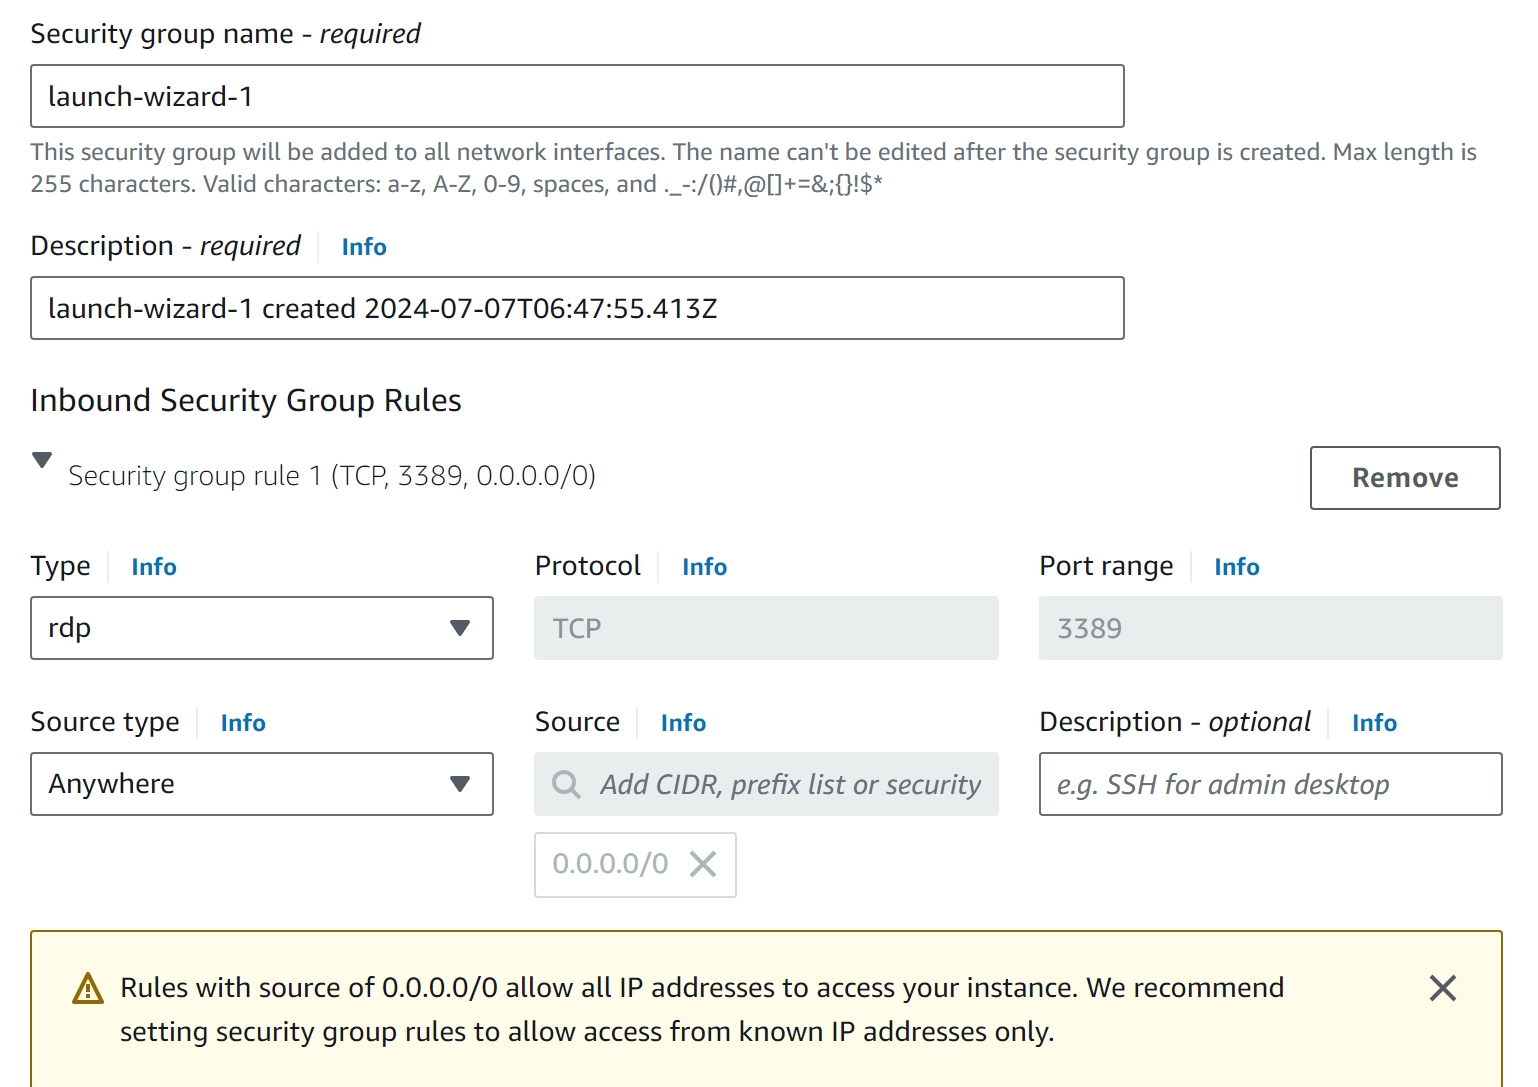 Security group name - required
launch-wizard-1
This security group will be added to all network interfaces. The name can't be edited after the security group is created. Max length is
255 characters. Valid characters: a-z, A-Z, 0-9, spaces, and ._-:/()#,@[]+=&;{}!$*
Description - required Info
launch-wizard-1 created 2024-07-07T06:47:55.413Z
Inbound Security Group Rules
Security group rule 1 (TCP, 3389, 0.0.0.0/0)
Remove
Type Info
Protocol Info
Port range Info
rdp
TCP
3389
Source type Info
Source Info
Description - optional Info
Anywhere
Add CIDR, prefix list or security
e.g. SSH for admin desktop
0.0.0.0/0
Rules with source of 0.0.0.0/0 allow all IP addresses to access your instance. We recommend
setting security group rules to allow access from known IP addresses only.